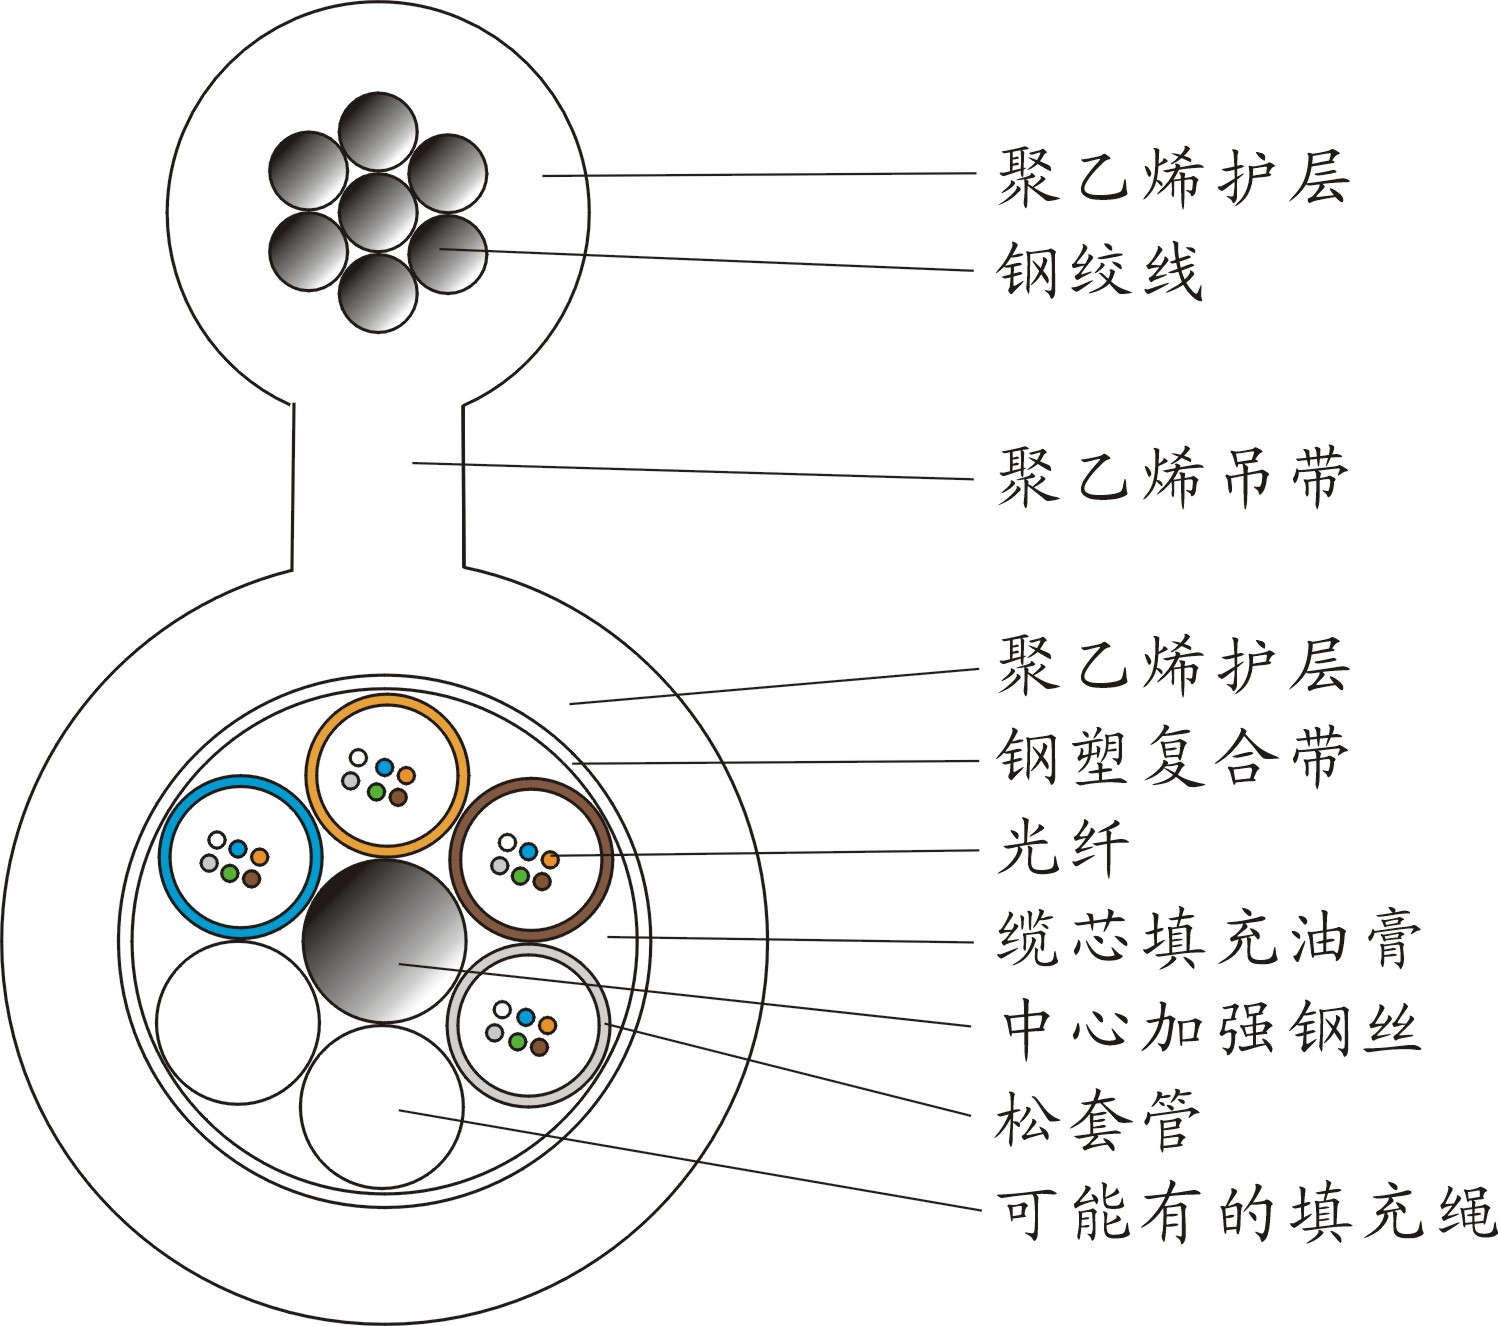 聚乙烯护层
钢绞线
聚乙烯吊带
聚乙烯护层
钢塑复合带
光纤
缆芯填充油膏
中心加强钢丝
松套管
可能有的填充绳